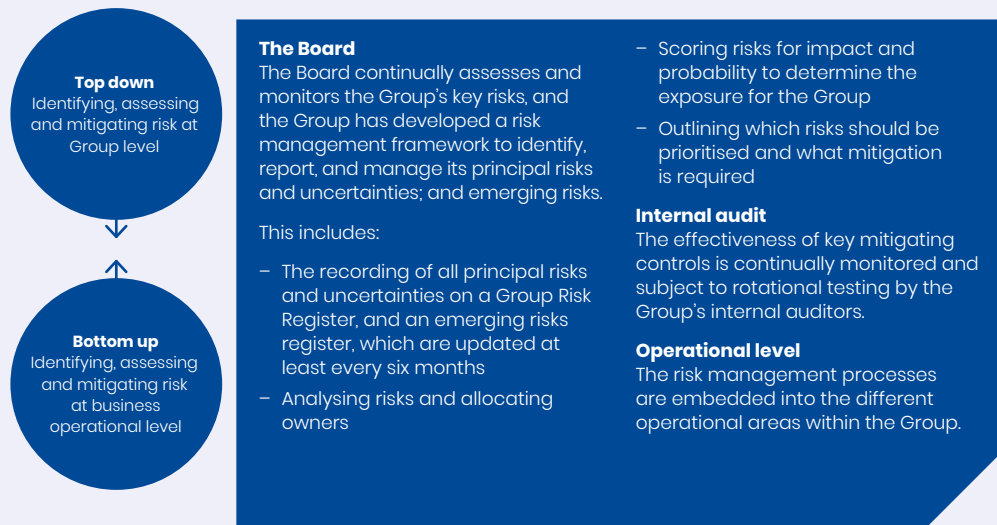 Top down
Identifying, assessing
and mitigating risk at
Group level
Bottom up
Identifying, assessing
and mitigating risk
at business
operational level
The Board
The Board continually assesses and
monitors the Group's key risks, and
the Group has developed a risk
management framework to identify,
report, and manage its principal risks
and uncertainties; and emerging risks.
This includes:
– The recording of all principal risks
and uncertainties on a Group Risk
Register, and an emerging risks
register, which are updated at
least every six months
– Analysing risks and allocating
owners
– Scoring risks for impact and
probability to determine the
exposure for the Group
– Outlining which risks should be
prioritised and what mitigation
is required
Internal audit
The effectiveness of key mitigating
controls is continually monitored and
subject to rotational testing by the
Group's internal auditors.
Operational level
The risk management processes
are embedded into the different
operational areas within the Group.